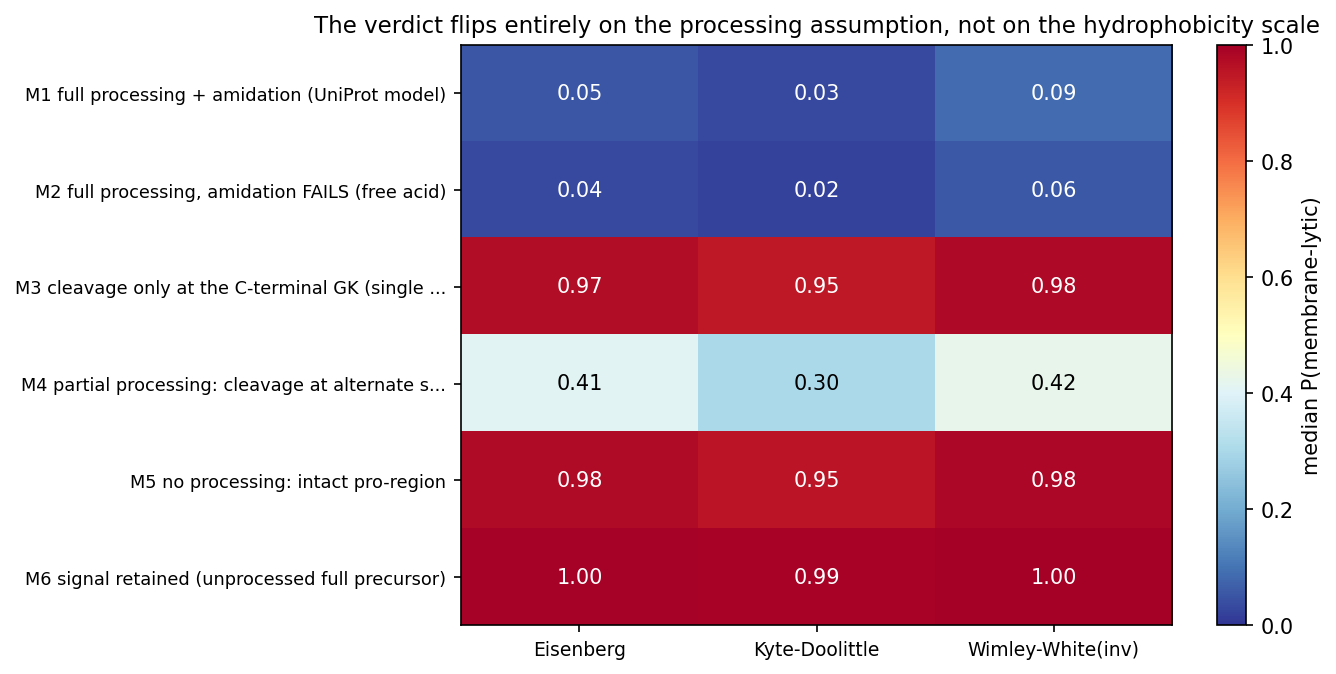 The verdict flips entirely on the processing assumption, not on the hydrophobicity scale
M1 full processing + amidation (UniProt model)
0.05 0.03 0.09
M2 full processing, amidation FAILS (free acid)
0.04 0.02 0.06
M3 cleavage only at the C-terminal GK (single ...
0.97 0.95 0.98
M4 partial processing: cleavage at alternate s...
0.41 0.30 0.42
M5 no processing: intact pro-region
0.98 0.95 0.98
M6 signal retained (unprocessed full precursor)
1.00 0.99 1.00
Eisenberg Kyte-Doolittle Wimley-White(inv)
1.0
0.8
0.6
0.4
0.2
0.0
median P(membrane-lytic)